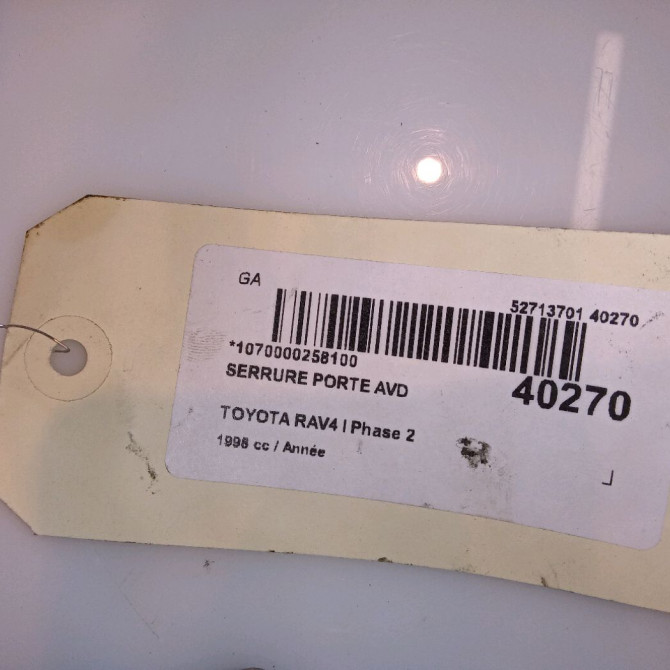 GA
52713701 40270
*1070000258100
SERRURE PORTE AVD
40270
TOYOTA RAV4 I Phase 2
1998 cc / Année